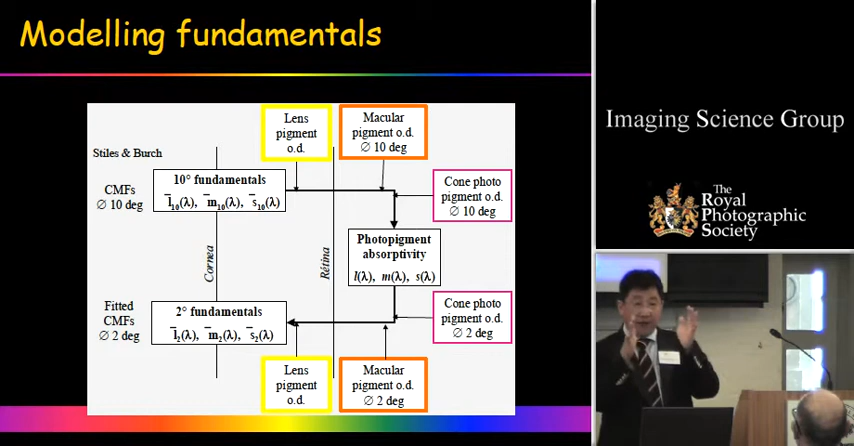 Modelling fundamentals
Lens
pigment
o.d.
Macular
pigment o.d.
∅ 10 deg
Stiles & Burch
CMFs
∅ 10 deg
10° fundamentals
l̅₁₀(λ), m̅₁₀(λ), s̅₁₀(λ)
Cone photo
pigment o.d.
∅ 10 deg
Photopigment
absorptivity
l(λ), m(λ), s(λ)
Cornea
Rétina
Fitted
CMFs
∅ 2 deg
2° fundamentals
l̅₂(λ), m̅₂(λ), s̅₂(λ)
Cone photo
pigment o.d.
∅ 2 deg
Lens
pigment
o.d.
Macular
pigment o.d.
∅ 2 deg
Imaging Science Group
The
Royal
Photographic
Society